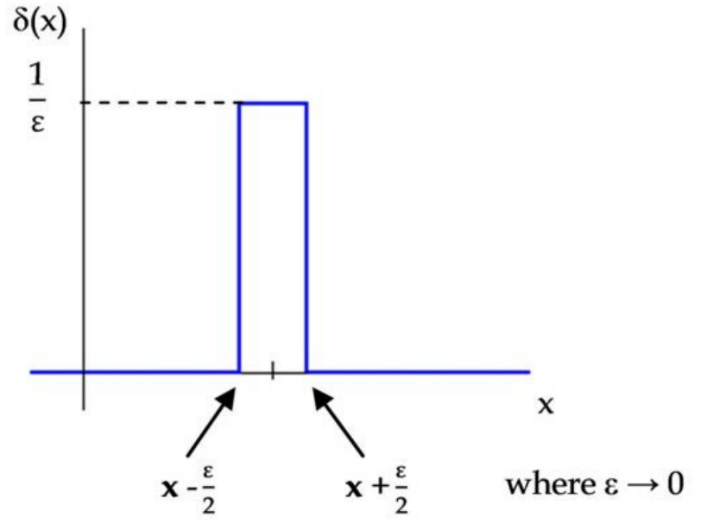 δ(x)
1
ε
x
x - ε/2
x + ε/2
where ε → 0